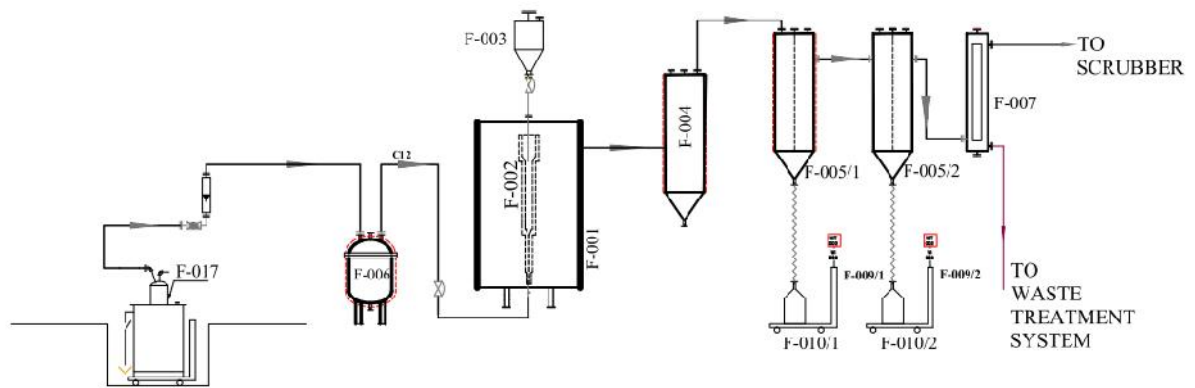 F-003
TO
SCRUBBER
F-007
F-004
C12
F-002
F-005/1
F-005/2
F-001
F-017
F-006
F-009/1
F-009/2
TO
WASTE
TREATMENT
SYSTEM
F-010/1
F-010/2